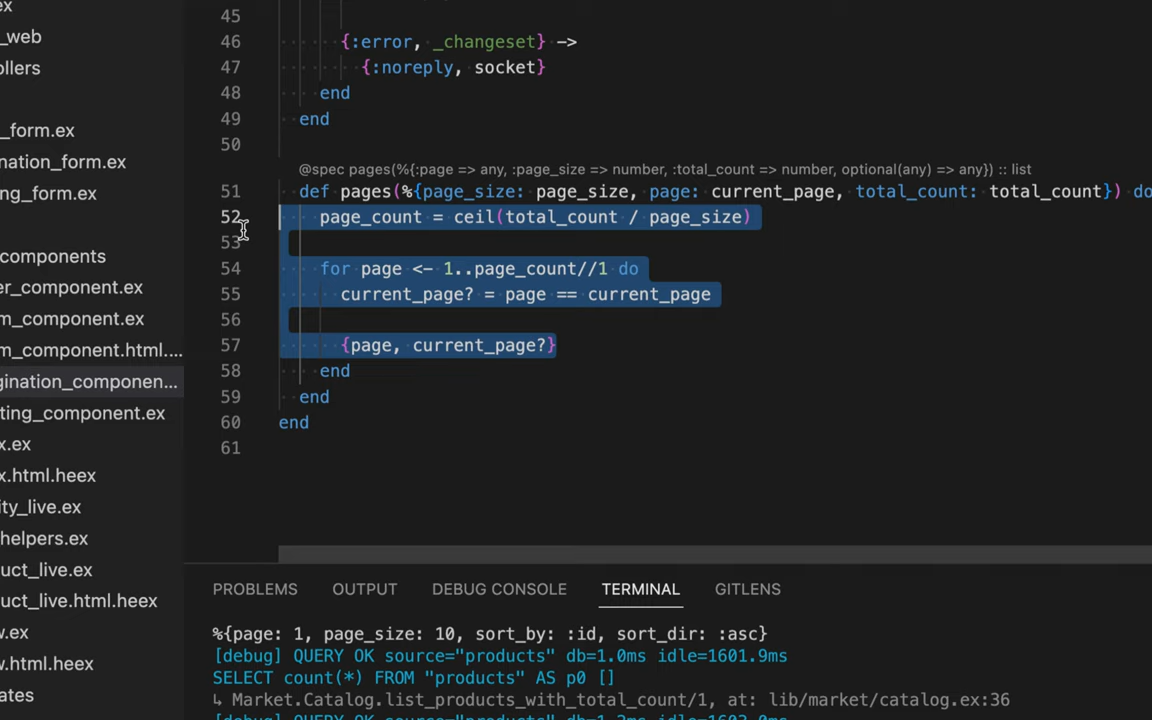 ex
_web
ollers
_form.ex
nation_form.ex
ng_form.ex
components
er_component.ex
m_component.ex
m_component.html....
gination_componen...
ting_component.ex
x.ex
x.html.heex
ity_live.ex
helpers.ex
uct_live.ex
uct_live.html.heex
w.ex
w.html.heex
ates
45
46 {:error, _changeset} ->
47 {:noreply, socket}
48 end
49 end
50
@spec pages(%{:page => any, :page_size => number, :total_count => number, optional(any) => any}) :: list
51 def pages(%{page_size: page_size, page: current_page, total_count: total_count}) do
52 page_count = ceil(total_count / page_size)
53
54 for page <- 1..page_count//1 do
55 current_page? = page == current_page
56
57 {page, current_page?}
58 end
59 end
60 end
61
PROBLEMS OUTPUT DEBUG CONSOLE TERMINAL GITLENS
%{page: 1, page_size: 10, sort_by: :id, sort_dir: :asc}
[debug] QUERY OK source="products" db=1.0ms idle=1601.9ms
SELECT count(*) FROM "products" AS p0 []
↳ Market.Catalog.list_products_with_total_count/1, at: lib/market/catalog.ex:36